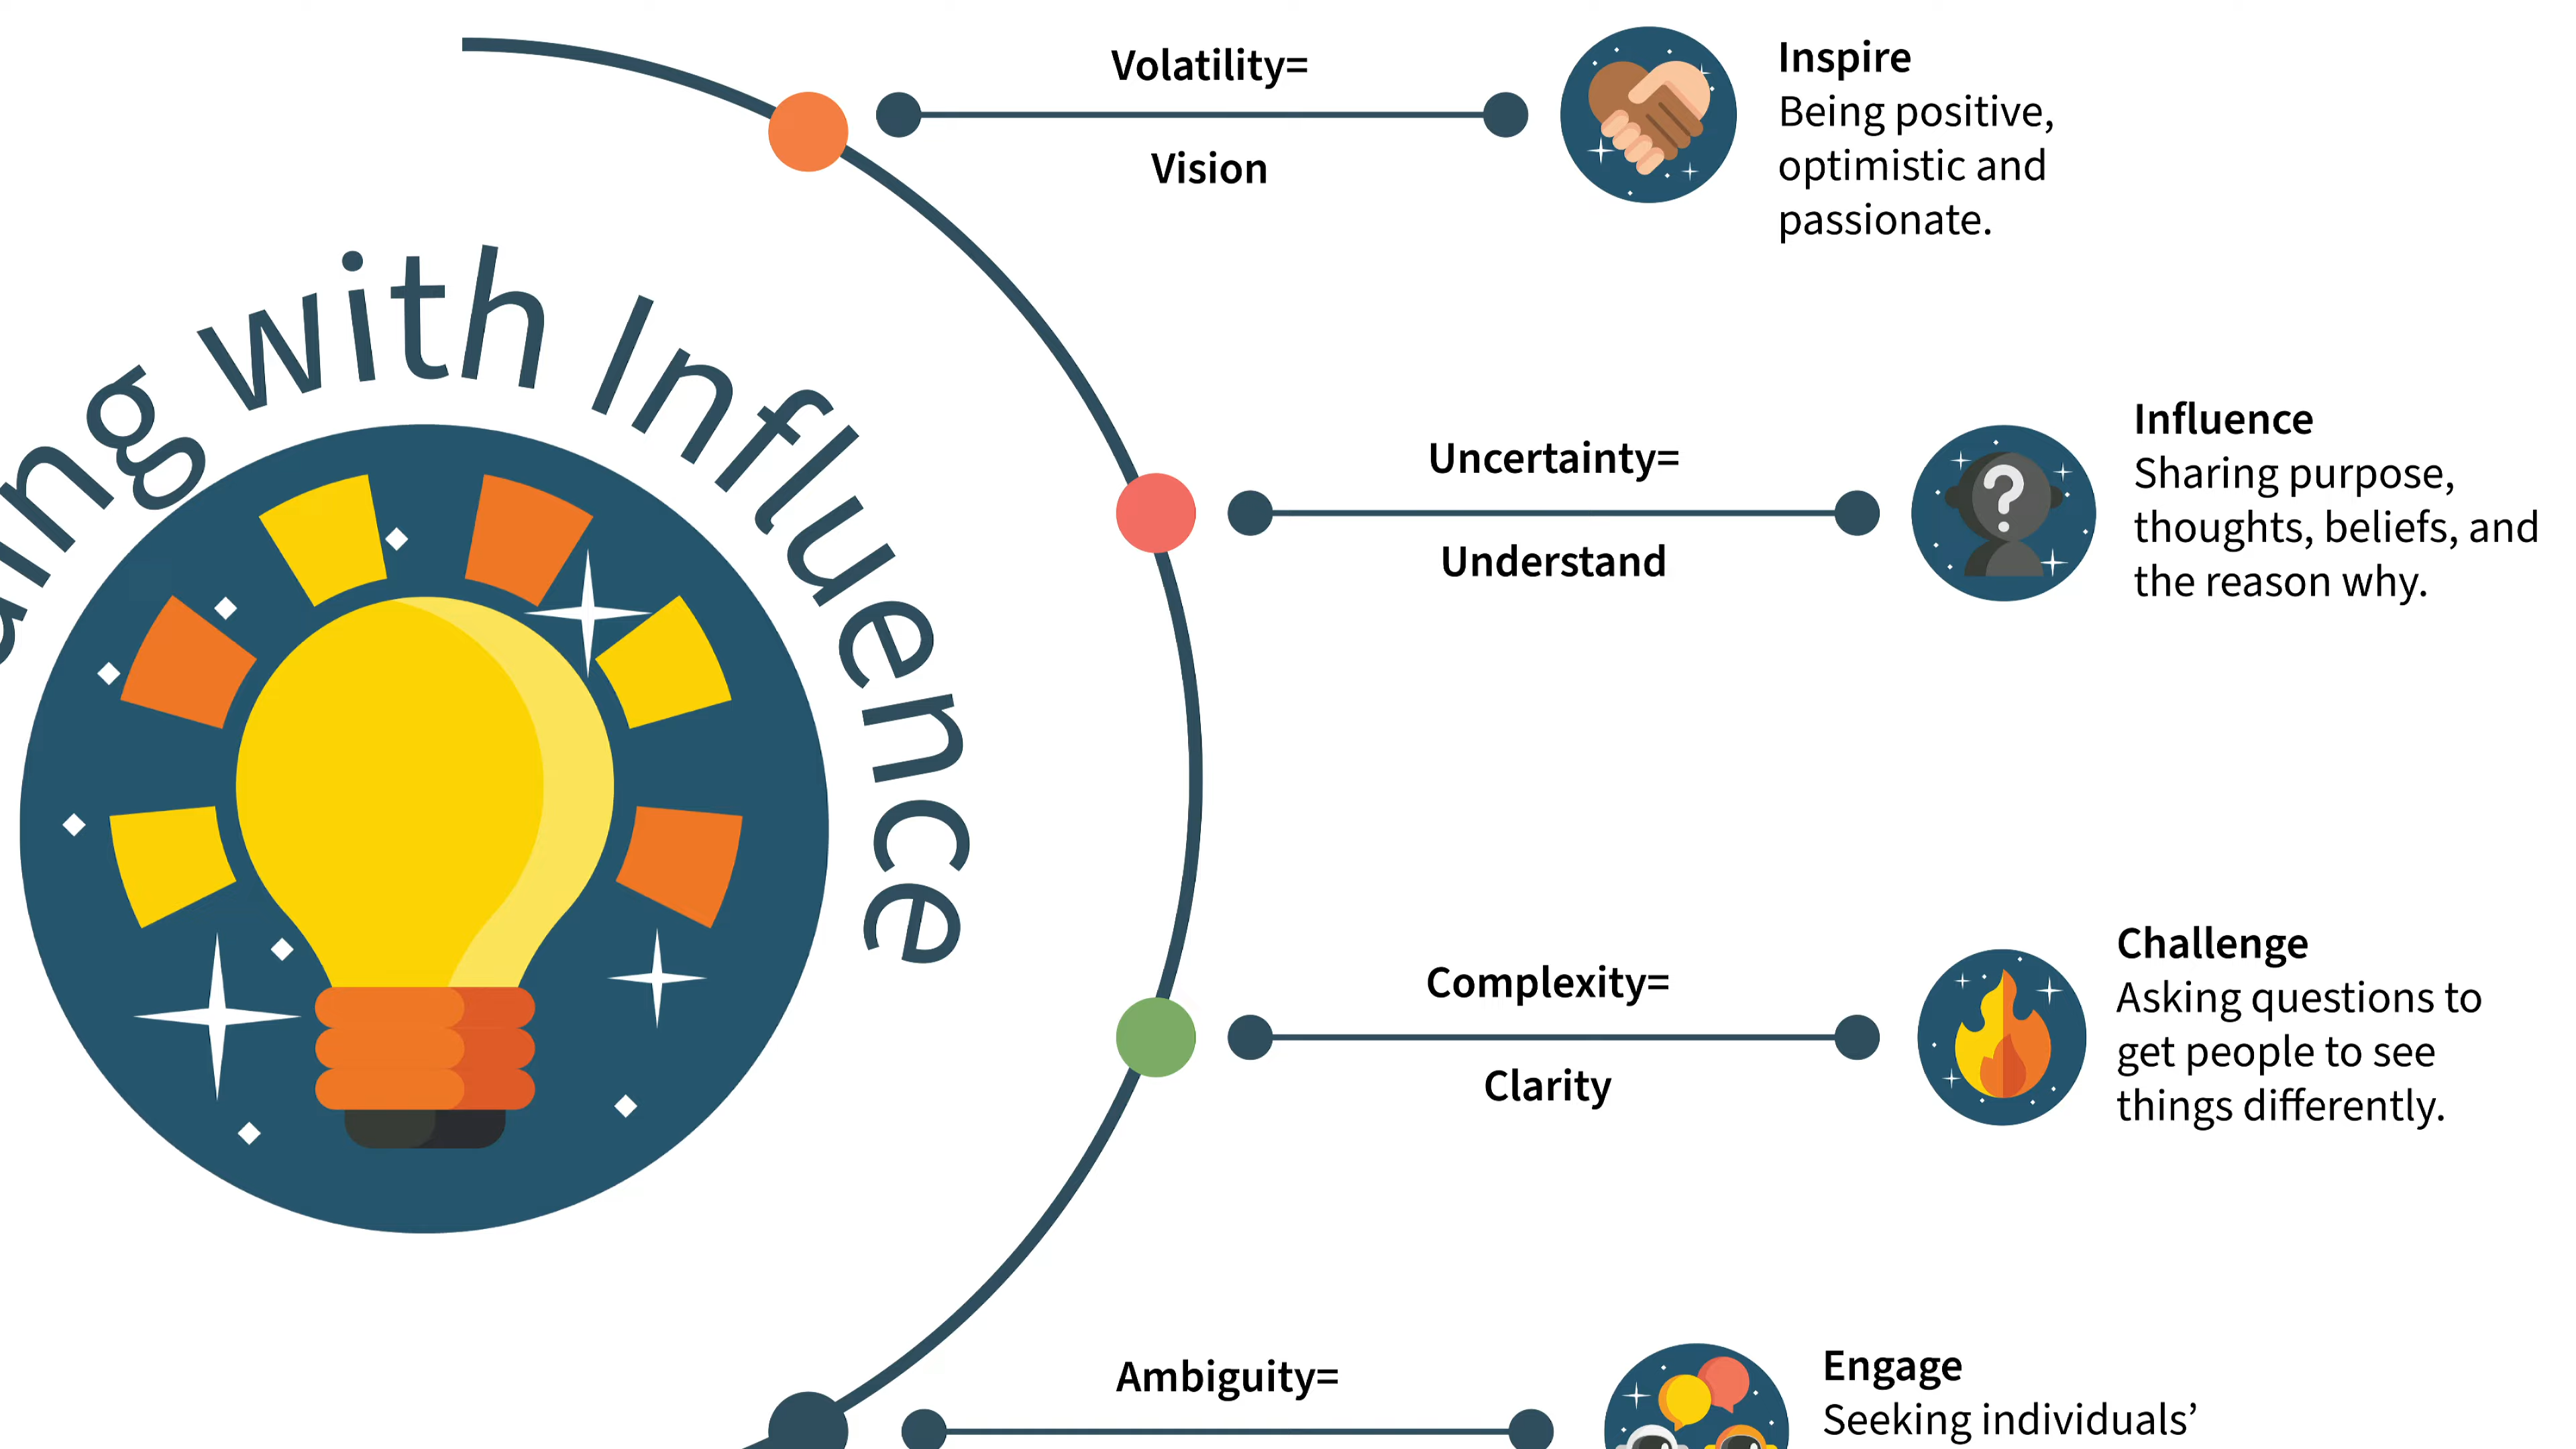 with Influence
Volatility=
Vision
Inspire
Being positive,
optimistic and
passionate.
Uncertainty=
Understand
Influence
Sharing purpose,
thoughts, beliefs, and
the reason why.
?
Complexity=
Clarity
Challenge
Asking questions to
get people to see
things differently.
Ambiguity=
Engage
Seeking individuals’